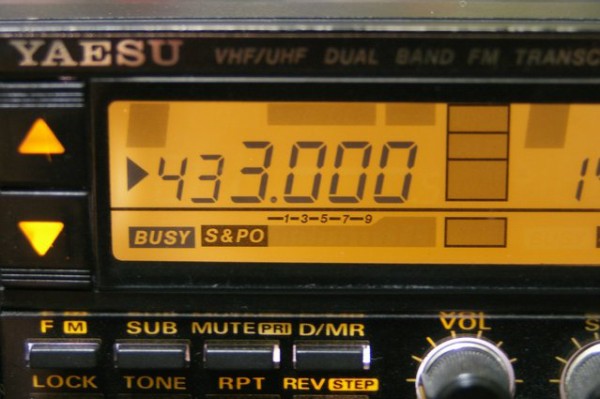 YAESU VHF/UHF DUAL BAND FM TRANSC
433.000
1-3-5-7-9
BUSY S&PO
F M SUB MUTE PRI D/MR VOL S
LOCK TONE RPT REV STEP